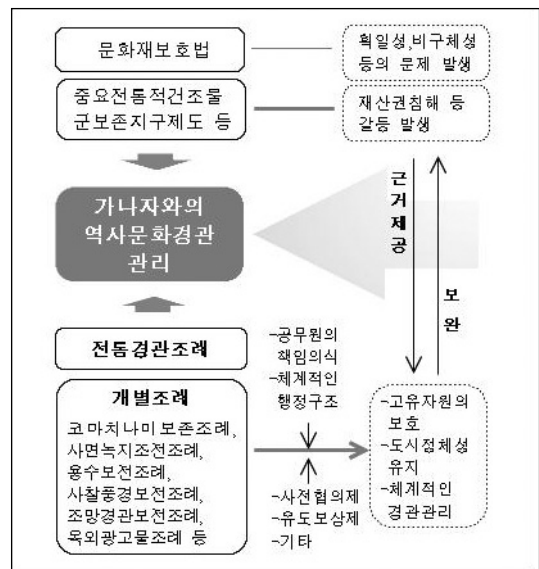 문화재보호법
획일성,비구체성
등의 문제 발생
중요전통적건조물
군보존지구제도 등
재산권침해 등
갈등 발생
가나자와의
역사문화경관
관리
근거제공
보완
전통경관조례
-공무원의
책임의식
-체계적인
행정구조
개별조례
코마치나미보존조례,
사면녹지조전조례,
용수보전조례,
사찰풍경보전조례,
조망경관보전조례,
옥외광고물조례 등
-고유자원의
보호
-도시정체성
유지
-체계적인
경관관리
-사전협의제
-유도보상제
-기타